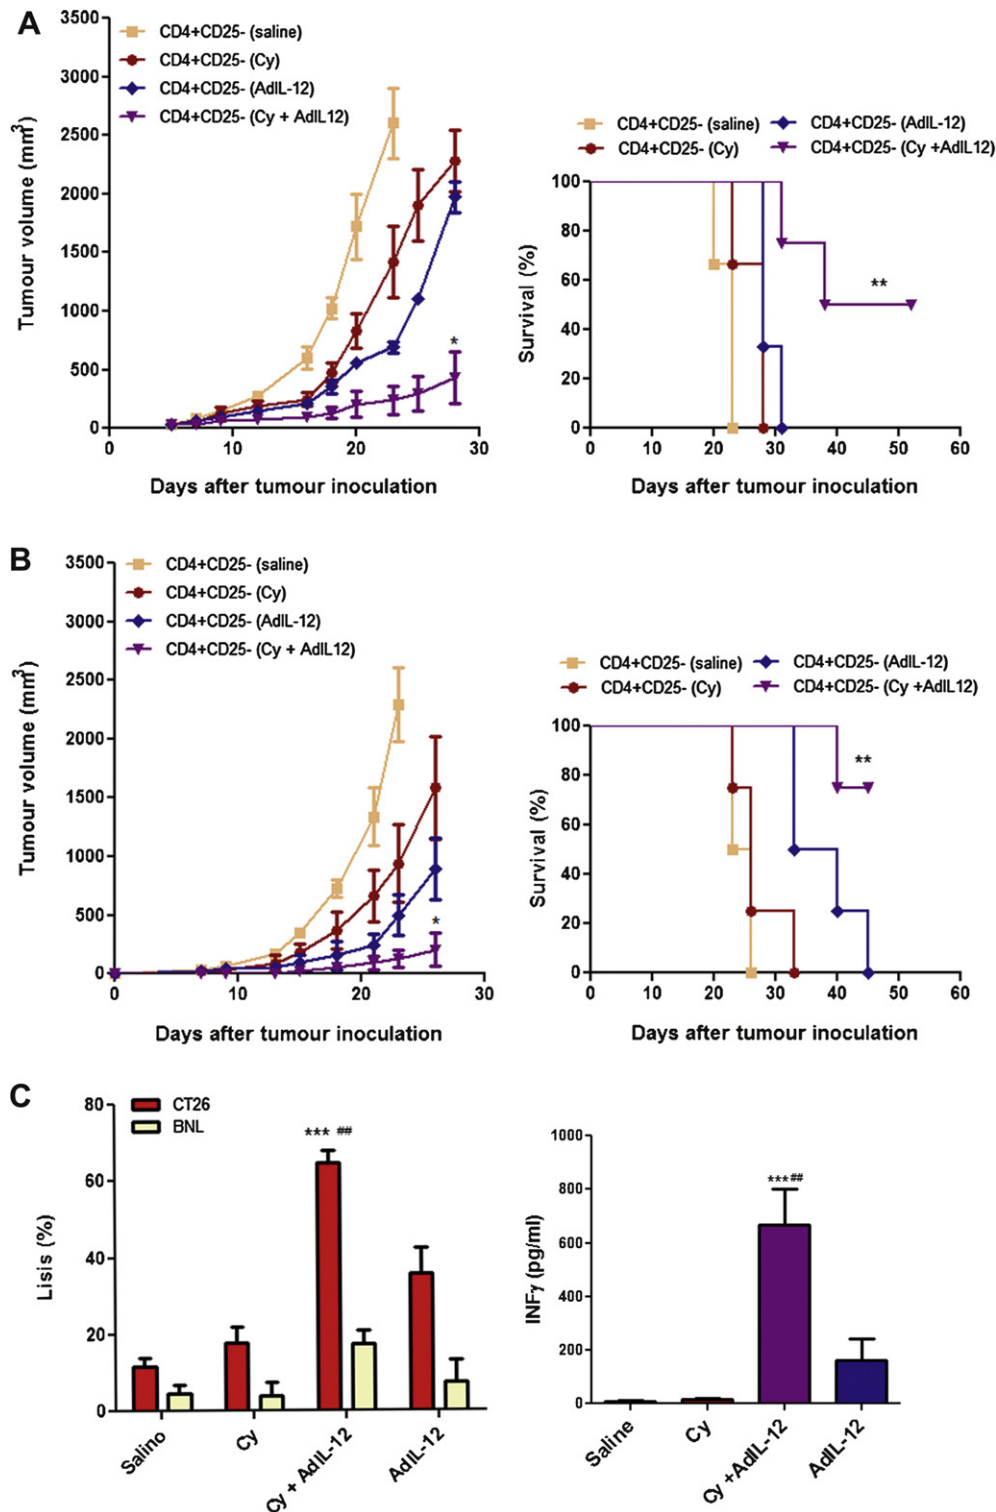 A
CD4+CD25- (saline)
CD4+CD25- (Cy)
CD4+CD25- (AdIL-12)
CD4+CD25- (Cy + AdIL12)
Tumour volume (mm3)
3500
3000
2500
2000
1500
1000
500
0
0 10 20 30
*
Days after tumour inoculation
CD4+CD25- (saline) CD4+CD25- (AdIL-12)
CD4+CD25- (Cy) CD4+CD25- (Cy +AdIL12)
Survival (%)
100
80
60
40
20
0
0 10 20 30 40 50 60
**
Days after tumour inoculation
B
CD4+CD25- (saline)
CD4+CD25- (Cy)
CD4+CD25- (AdIL-12)
CD4+CD25- (Cy + AdIL12)
Tumour volume (mm3)
3500
3000
2500
2000
1500
1000
500
0
0 10 20 30
*
Days after tumour inoculation
CD4+CD25- (saline) CD4+CD25- (AdIL-12)
CD4+CD25- (Cy) CD4+CD25- (Cy +AdIL12)
Survival (%)
100
80
60
40
20
0
0 10 20 30 40 50 60
**
Days after tumour inoculation
C
CT26
BNL
Lisis (%)
80
60
40
20
0
*** ##
Salino
Cy
Cy + AdIL-12
AdIL-12
INFγ (pg/ml)
1000
800
600
400
200
0
***##
Saline
Cy
Cy +AdIL-12
AdIL-12